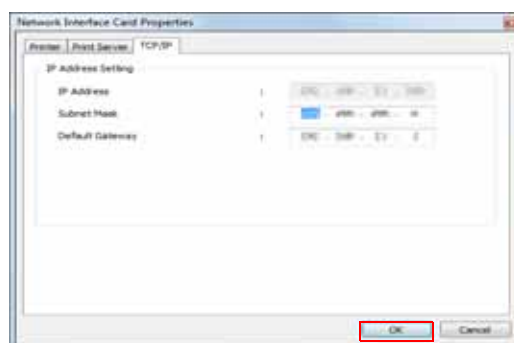 Network Interface Card Properties
Printer Print Server TCP/IP
IP Address Setting
IP Address :
Subnet Mask :
Default Gateway :
OK Cancel